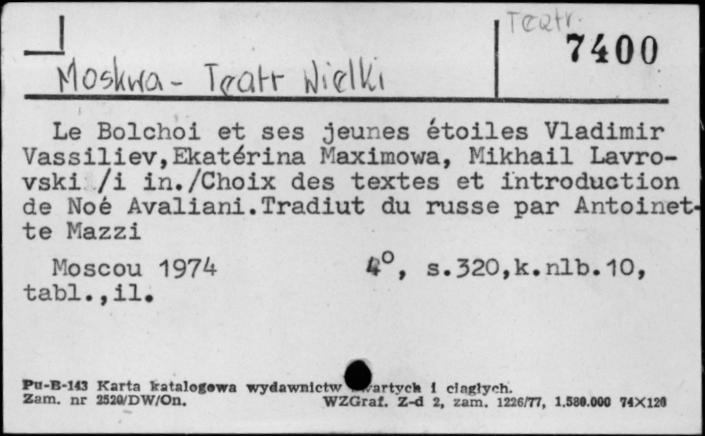 Teatr.
7400
Moskwa - Teatr Wielki
Le Bolchoi et ses jeunes étoiles Vladimir
Vassiliev,Ekatérina Maximowa, Mikhail Lavro-
vski /i in./Choix des textes et introduction
de Noé Avaliani.Tradiut du russe par Antoinet-
te Mazzi
Moscou 1974 4°, s.320,k.nlb.10,
tabl.,il.
Pu-B-143 Karta katalogowa wydawnictw zwartych i ciągłych.
Zam. nr 2520/DW/On. WZGraf. Z-d 2, zam. 1226/77, 1.580.000 74X120